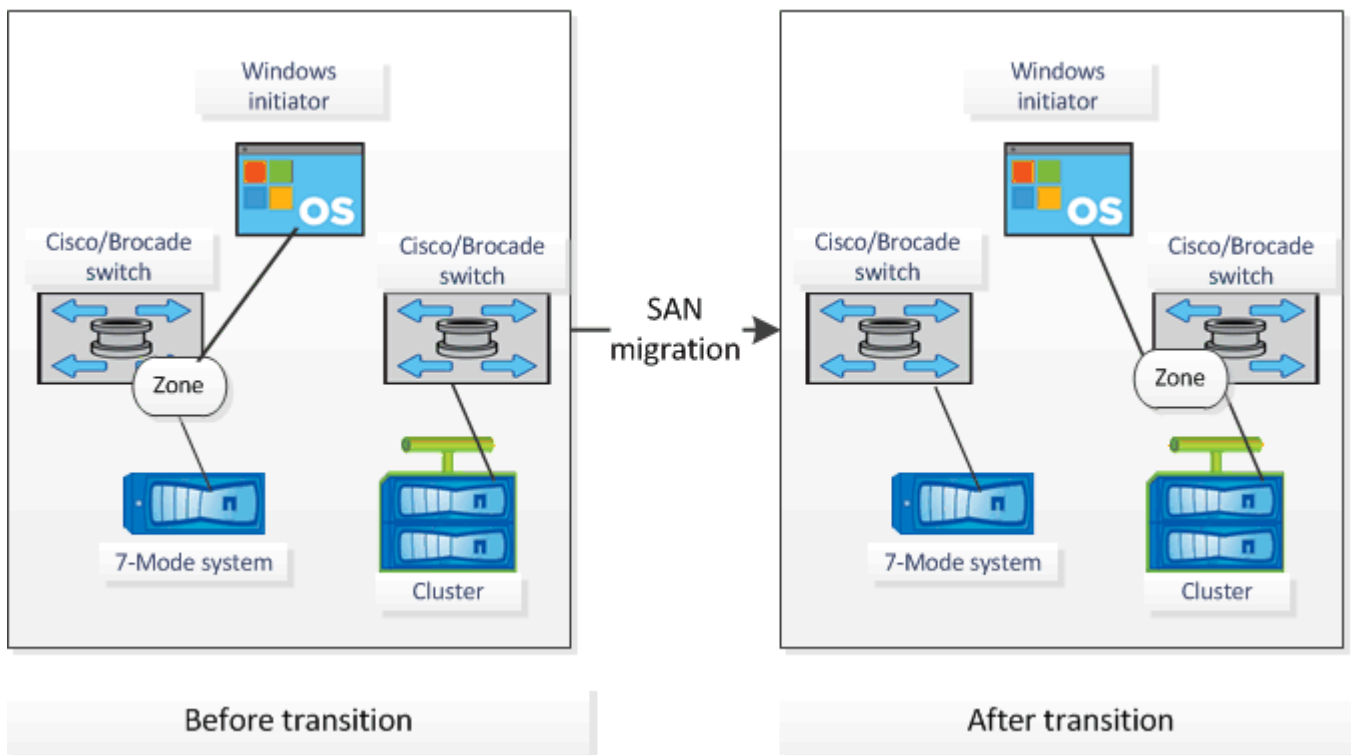 Windows
initiator
OS
Cisco/Brocade
switch
Cisco/Brocade
switch
Zone
7-Mode system
Cluster
SAN
migration
Windows
initiator
OS
Cisco/Brocade
switch
Cisco/Brocade
switch
Zone
7-Mode system
Cluster
Before transition
After transition